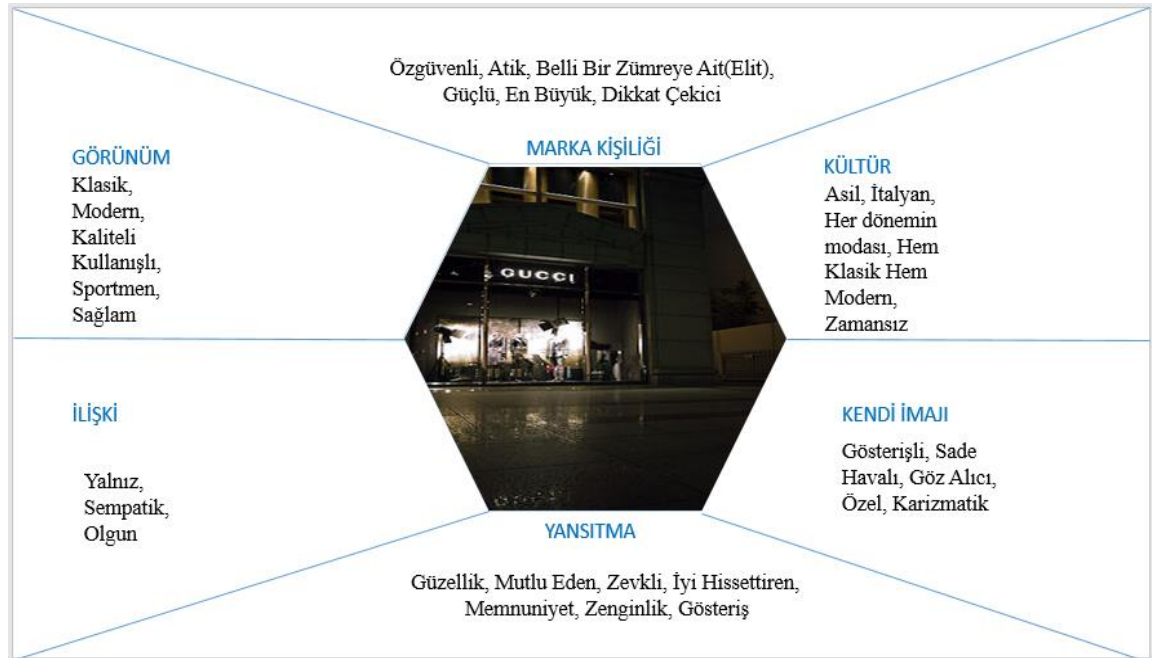 Özgüvenli, Atik, Belli Bir Zümreye Ait(Elit),
Güçlü, En Büyük, Dikkat Çekici
MARKA KİŞİLİĞİ
GÖRÜNÜM
Klasik,
Modern,
Kaliteli
Kullanışlı,
Sportmen,
Sağlam
KÜLTÜR
Asil, İtalyan,
Her dönemin
modası, Hem
Klasik Hem
Modern,
Zamansız
GUCCI
İLİŞKİ
Yalnız,
Sempatik,
Olgun
KENDİ İMAJI
Gösterişli, Sade
Havalı, Göz Alıcı,
Özel, Karizmatik
YANSITMA
Güzellik, Mutlu Eden, Zevkli, İyi Hissettiren,
Memnuniyet, Zenginlik, Gösteriş